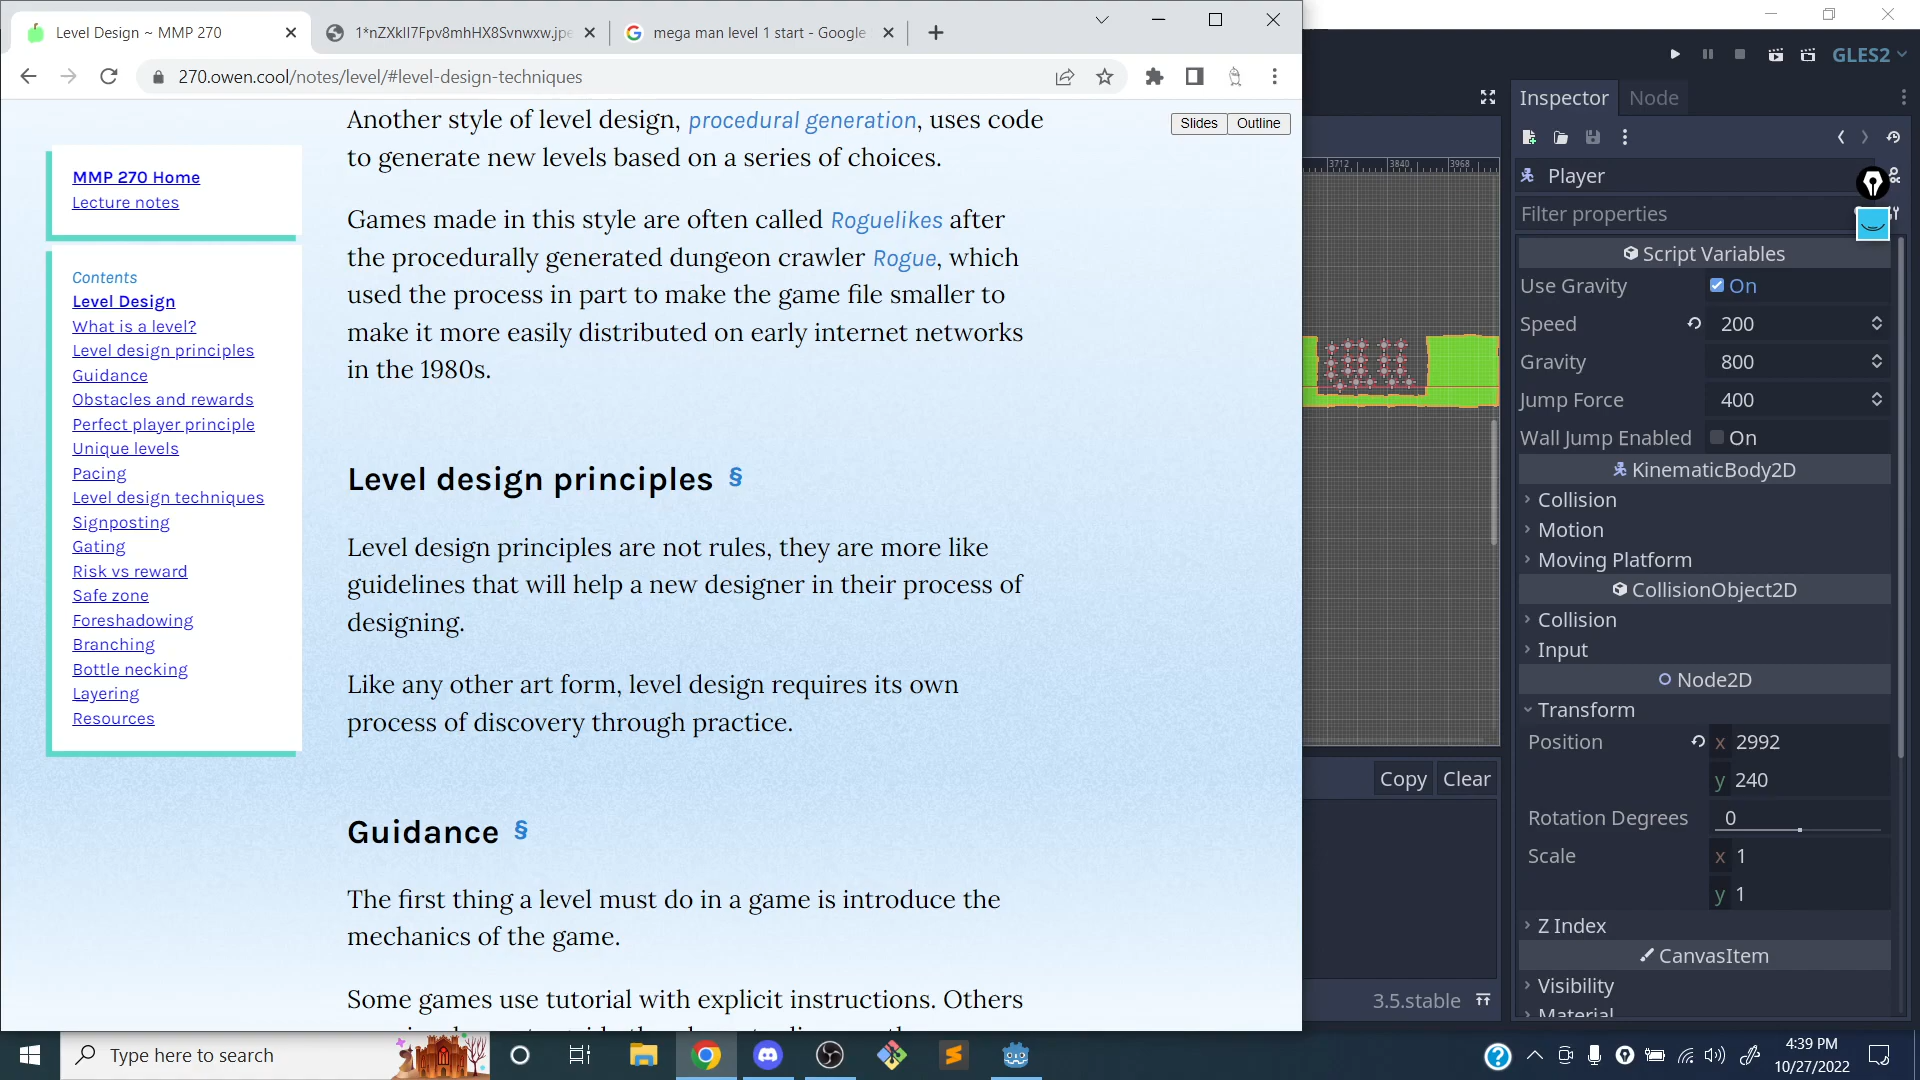 Level Design ~ MMP 270
1*nZXkll7Fpv8mhHX8Svnwxw.jpe
mega man level 1 start - Google
270.owen.cool/notes/level/#level-design-techniques
Slides
Outline
MMP 270 Home
Lecture notes
Contents
Level Design
What is a level?
Level design principles
Guidance
Obstacles and rewards
Perfect player principle
Unique levels
Pacing
Level design techniques
Signposting
Gating
Risk vs reward
Safe zone
Foreshadowing
Branching
Bottle necking
Layering
Resources
Another style of level design, procedural generation, uses code
to generate new levels based on a series of choices.
Games made in this style are often called Roguelikes after
the procedurally generated dungeon crawler Rogue, which
used the process in part to make the game file smaller to
make it more easily distributed on early internet networks
in the 1980s.
Level design principles §
Level design principles are not rules, they are more like
guidelines that will help a new designer in their process of
designing.
Like any other art form, level design requires its own
process of discovery through practice.
Guidance §
The first thing a level must do in a game is introduce the
mechanics of the game.
Some games use tutorial with explicit instructions. Others
3712 3840 3968
Copy
Clear
3.5.stable
GLES2
Inspector
Node
Player
Filter properties
Script Variables
Use Gravity On
Speed 200
Gravity 800
Jump Force 400
Wall Jump Enabled On
KinematicBody2D
Collision
Motion
Moving Platform
CollisionObject2D
Collision
Input
Node2D
Transform
Position x 2992
y 240
Rotation Degrees 0
Scale x 1
y 1
Z Index
CanvasItem
Visibility
Material
Type here to search
4:39 PM
10/27/2022